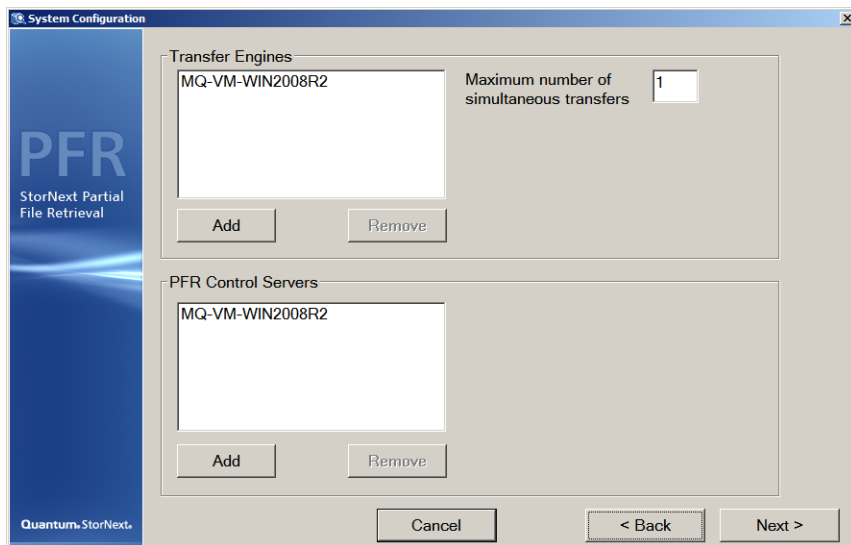 System Configuration
PFR
StorNext Partial
File Retrieval
Transfer Engines
MQ-VM-WIN2008R2
Maximum number of
simultaneous transfers
1
Add
Remove
PFR Control Servers
MQ-VM-WIN2008R2
Add
Remove
Quantum. StorNext.
Cancel
< Back
Next >